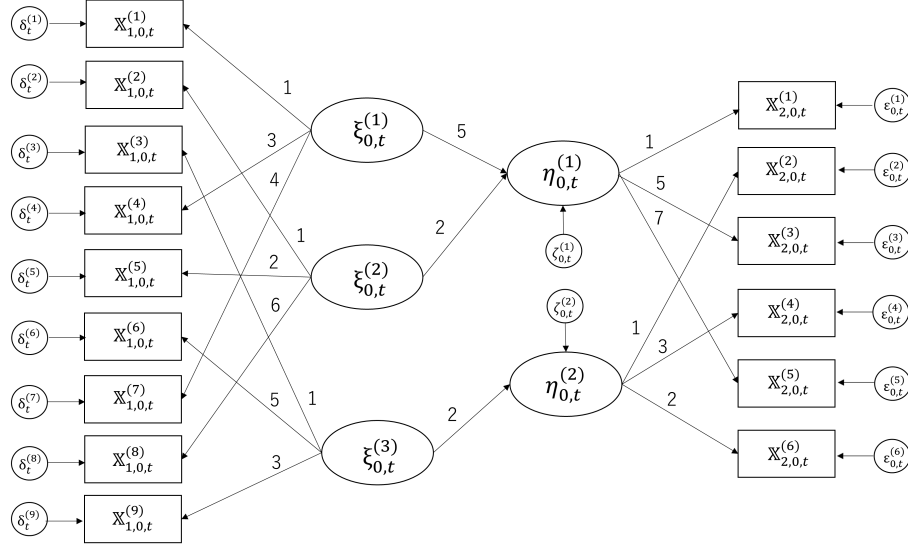 δ_t^(1)
𝕏_{1,0,t}^(1)
δ_t^(2)
𝕏_{1,0,t}^(2)
δ_t^(3)
𝕏_{1,0,t}^(3)
δ_t^(4)
𝕏_{1,0,t}^(4)
δ_t^(5)
𝕏_{1,0,t}^(5)
δ_t^(6)
𝕏_{1,0,t}^(6)
δ_t^(7)
𝕏_{1,0,t}^(7)
δ_t^(8)
𝕏_{1,0,t}^(8)
δ_t^(9)
𝕏_{1,0,t}^(9)
1
3
4
1
2
6
1
5
3
ξ_{0,t}^(1)
ξ_{0,t}^(2)
ξ_{0,t}^(3)
5
2
2
η_{0,t}^(1)
ζ_{0,t}^(1)
ζ_{0,t}^(2)
η_{0,t}^(2)
1
5
7
1
3
2
𝕏_{2,0,t}^(1)
ε_{0,t}^(1)
𝕏_{2,0,t}^(2)
ε_{0,t}^(2)
𝕏_{2,0,t}^(3)
ε_{0,t}^(3)
𝕏_{2,0,t}^(4)
ε_{0,t}^(4)
𝕏_{2,0,t}^(5)
ε_{0,t}^(5)
𝕏_{2,0,t}^(6)
ε_{0,t}^(6)